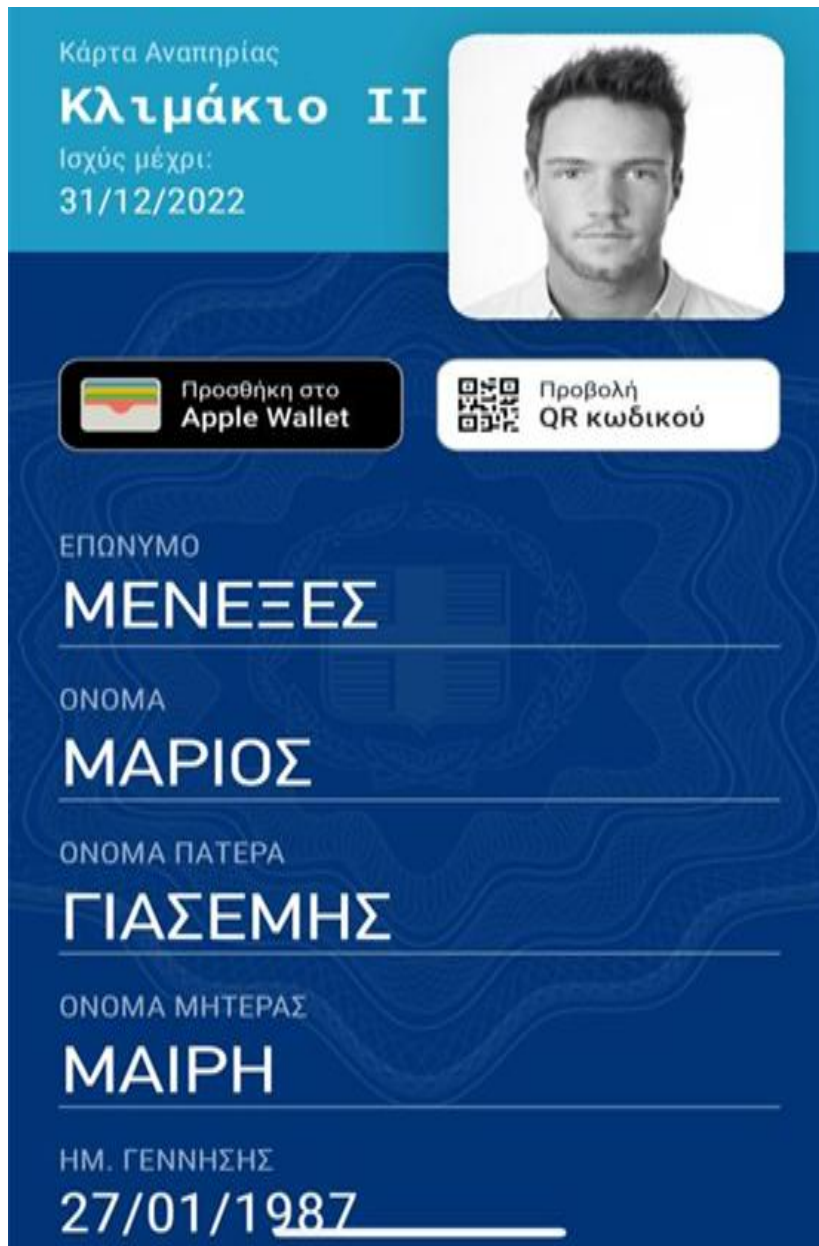 Κάρτα Αναπηρίας
Κλιμάκιο II
Ισχύς μέχρι:
31/12/2022
Προσθήκη στο
Apple Wallet
Προβολή
QR κωδικού
ΕΠΩΝΥΜΟ
ΜΕΝΕΞΕΣ
ΟΝΟΜΑ
ΜΑΡΙΟΣ
ΟΝΟΜΑ ΠΑΤΕΡΑ
ΓΙΑΣΕΜΗΣ
ΟΝΟΜΑ ΜΗΤΕΡΑΣ
ΜΑΙΡΗ
ΗΜ. ΓΕΝΝΗΣΗΣ
27/01/1987